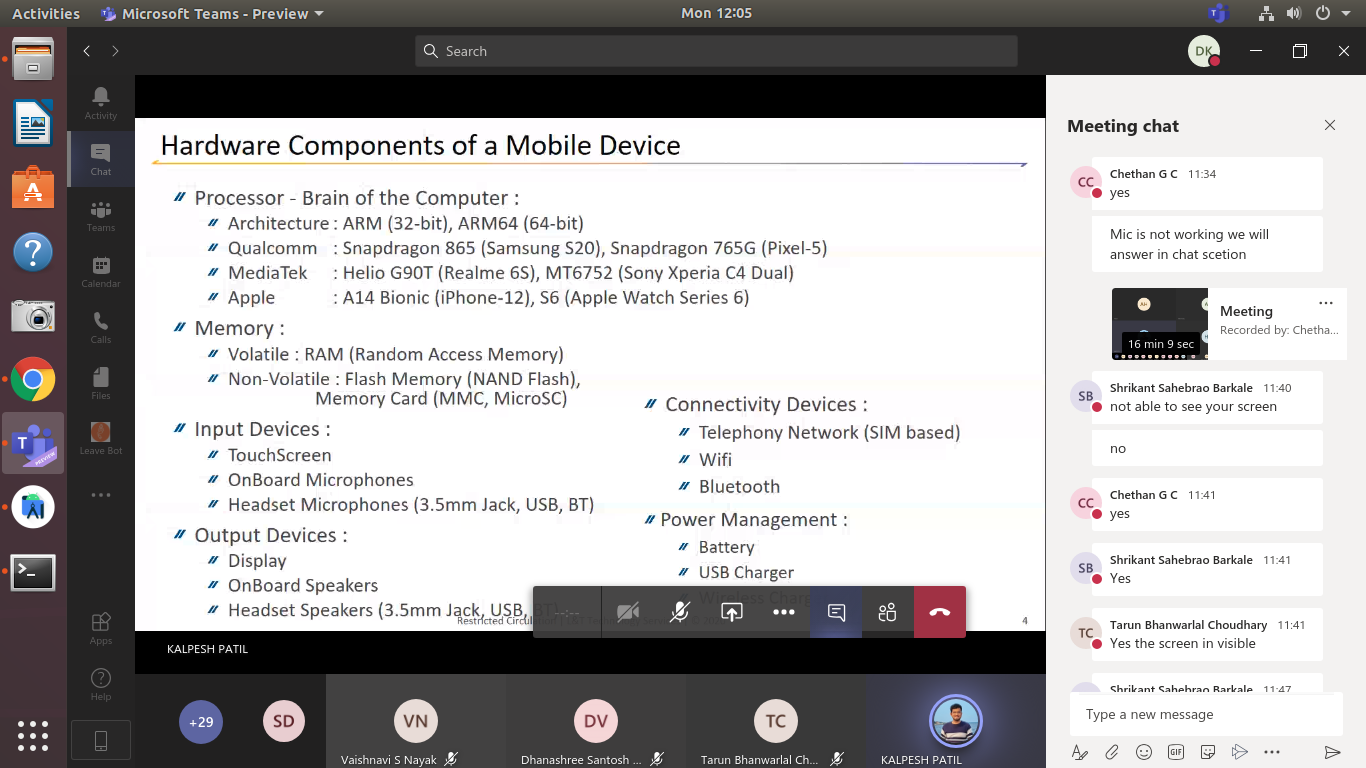 Activities
Microsoft Teams - Preview
Mon 12:05
Search
DK
Activity
Chat
Teams
Calendar
Calls
Files
Leave Bot
Apps
Help
Hardware Components of a Mobile Device
Processor - Brain of the Computer :
Architecture : ARM (32-bit), ARM64 (64-bit)
Qualcomm : Snapdragon 865 (Samsung S20), Snapdragon 765G (Pixel-5)
MediaTek : Helio G90T (Realme 6S), MT6752 (Sony Xperia C4 Dual)
Apple : A14 Bionic (iPhone-12), S6 (Apple Watch Series 6)
Memory :
Volatile : RAM (Random Access Memory)
Non-Volatile : Flash Memory (NAND Flash),
Memory Card (MMC, MicroSC)
Input Devices :
TouchScreen
OnBoard Microphones
Headset Microphones (3.5mm Jack, USB, BT)
Output Devices :
Display
OnBoard Speakers
Headset Speakers (3.5mm Jack, USB, BT)
Connectivity Devices :
Telephony Network (SIM based)
Wifi
Bluetooth
Power Management :
Battery
USB Charger
Wireless
Restricted
4
KALPESH PATIL
+29
SD
VN
Vaishnavi S Nayak
DV
Dhanashree Santosh ...
TC
Tarun Bhanwarlal Ch...
KALPESH PATIL
Meeting chat
CC
Chethan G C 11:34
yes
Mic is not working we will
answer in chat scetion
16 min 9 sec
Meeting
Recorded by: Chetha...
SB
Shrikant Sahebrao Barkale 11:40
not able to see your screen
no
CC
Chethan G C 11:41
yes
SB
Shrikant Sahebrao Barkale 11:41
Yes
TC
Tarun Bhanwarlal Choudhary 11:41
Yes the screen in visible
Shrikant Sahebrao Barkale 11:47
Type a new message
GIF